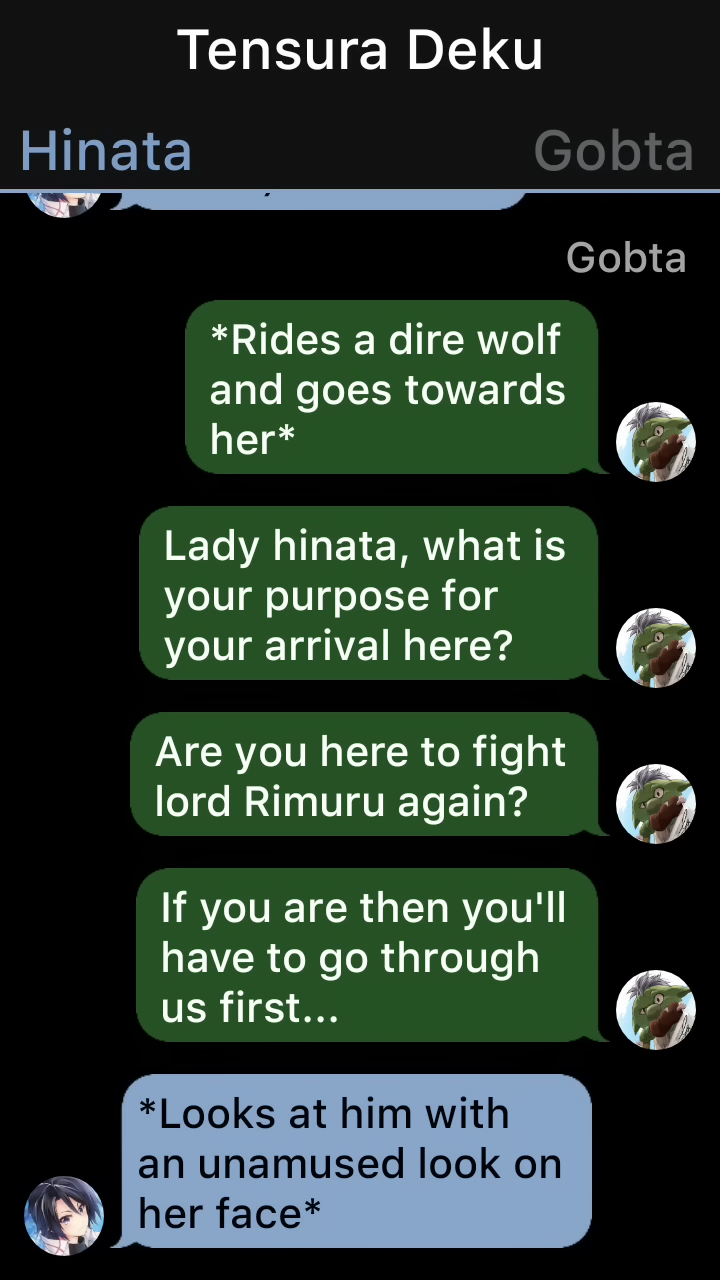 Tensura Deku
Hinata
Gobta
Gobta
*Rides a dire wolf
and goes towards
her*
Lady hinata, what is
your purpose for
your arrival here?
Are you here to fight
lord Rimuru again?
If you are then you'll
have to go through
us first...
*Looks at him with
an unamused look on
her face*